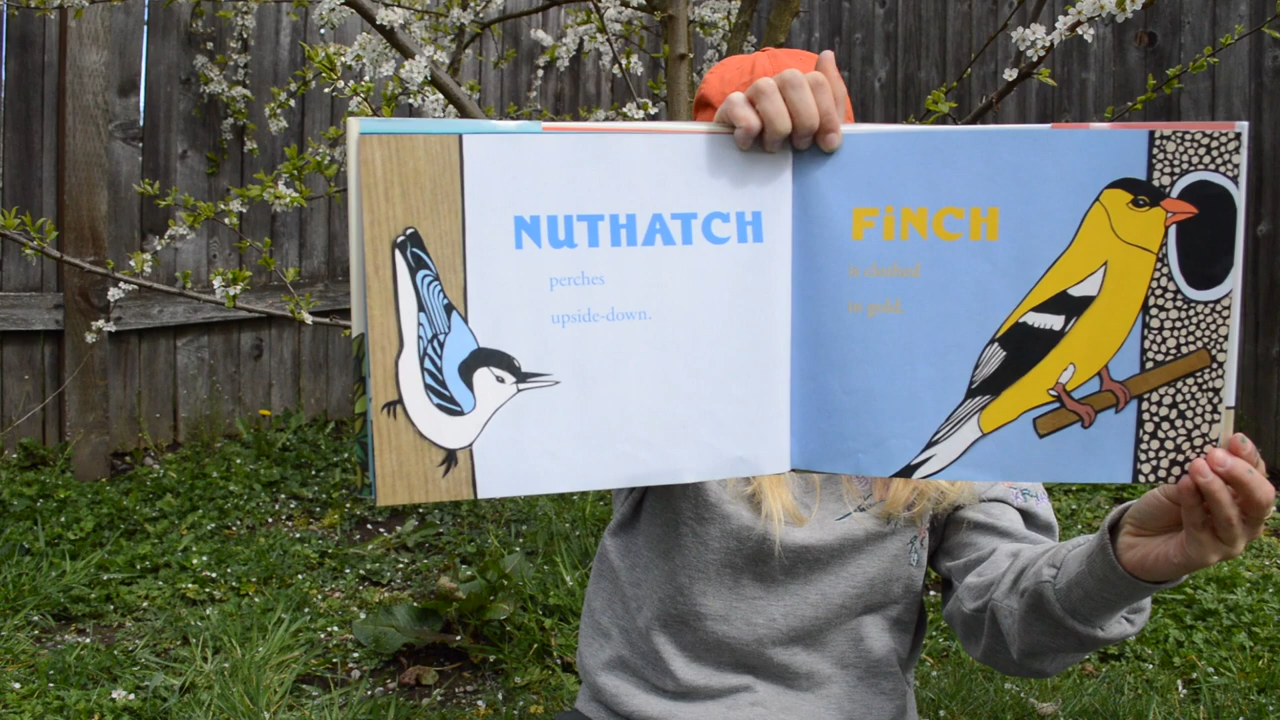 NUTHATCH
perches
upside-down.
FiNCH
is clothed
in gold.